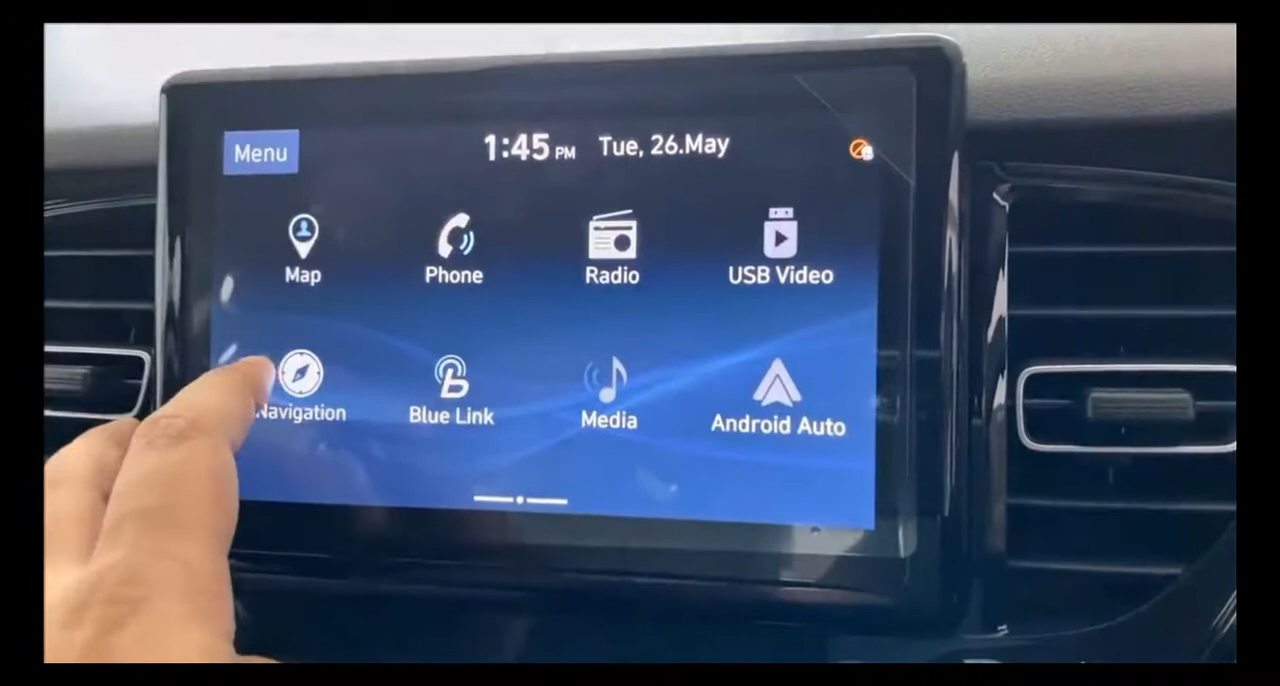 Menu
1:45 PM Tue, 26.May
Map
Phone
Radio
USB Video
Navigation
Blue Link
Media
Android Auto